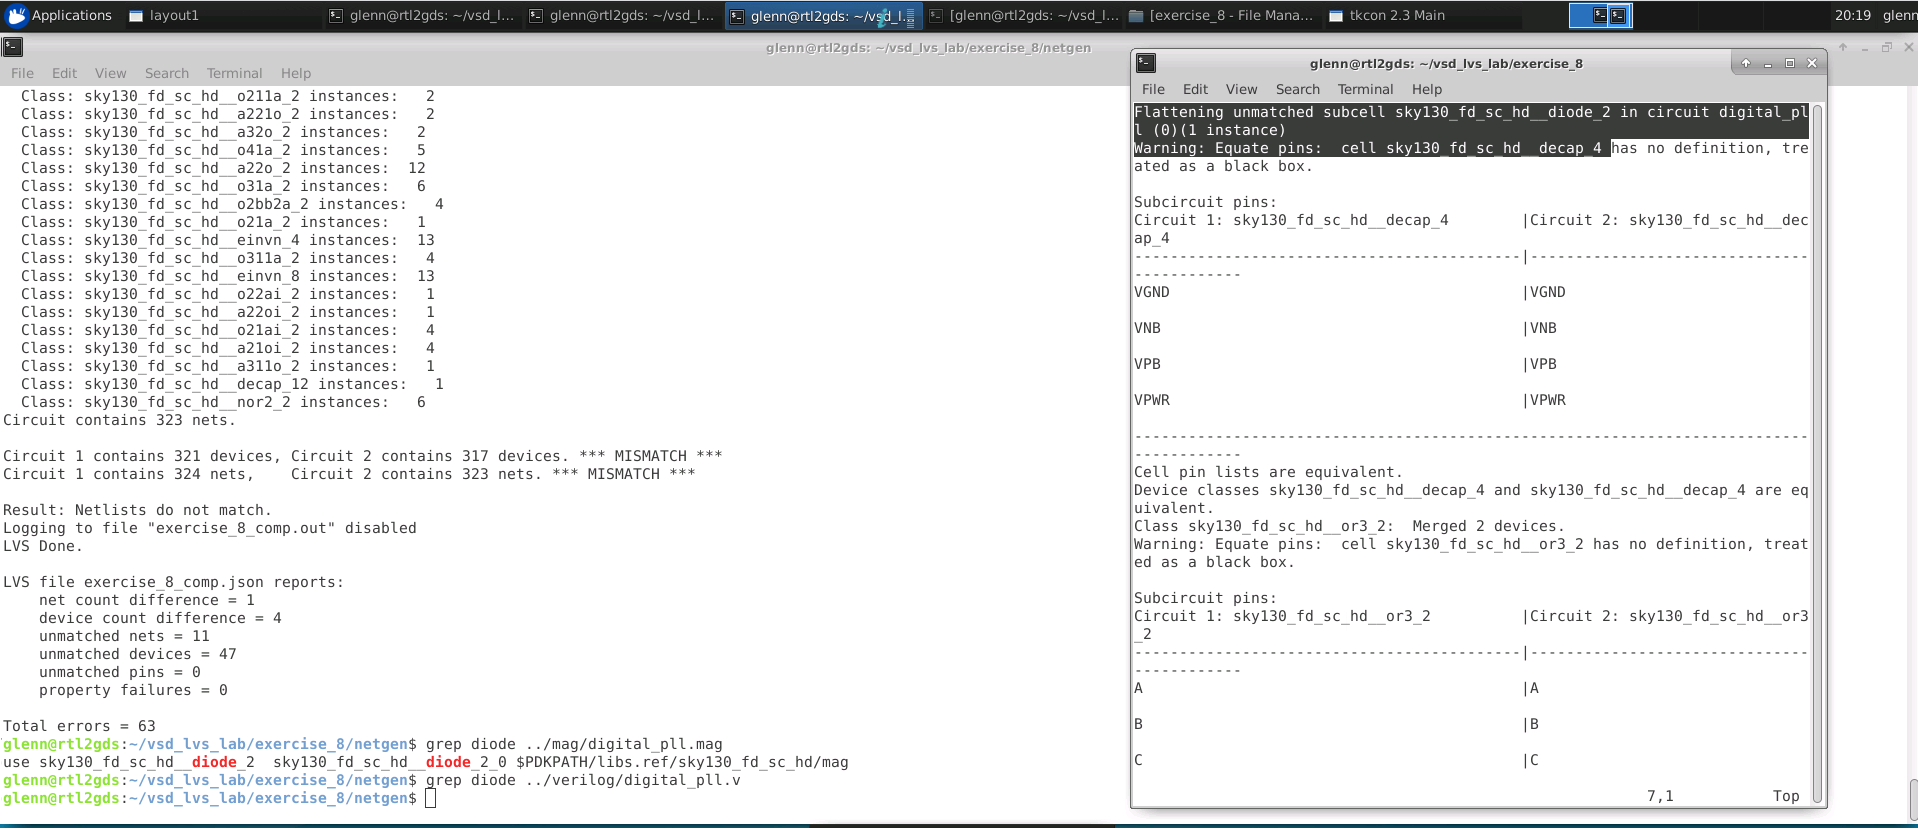 Applications
layout1
glenn@rtl2gds: ~/vsd_l...
glenn@rtl2gds: ~/vsd_l...
glenn@rtl2gds: ~/vsd_l...
[glenn@rtl2gds: ~/vsd_l...
[exercise_8 - File Mana...
tkcon 2.3 Main
20:19
glenn
glenn@rtl2gds: ~/vsd_lvs_lab/exercise_8/netgen
File Edit View Search Terminal Help
Class: sky130_fd_sc_hd__o211a_2 instances:   2
Class: sky130_fd_sc_hd__a221o_2 instances:   2
Class: sky130_fd_sc_hd__a32o_2 instances:   2
Class: sky130_fd_sc_hd__o41a_2 instances:   5
Class: sky130_fd_sc_hd__a22o_2 instances:  12
Class: sky130_fd_sc_hd__o31a_2 instances:   6
Class: sky130_fd_sc_hd__o2bb2a_2 instances:   4
Class: sky130_fd_sc_hd__o21a_2 instances:   1
Class: sky130_fd_sc_hd__einvn_4 instances:  13
Class: sky130_fd_sc_hd__o311a_2 instances:   4
Class: sky130_fd_sc_hd__einvn_8 instances:  13
Class: sky130_fd_sc_hd__o22ai_2 instances:   1
Class: sky130_fd_sc_hd__a22oi_2 instances:   1
Class: sky130_fd_sc_hd__o21ai_2 instances:   4
Class: sky130_fd_sc_hd__a21oi_2 instances:   4
Class: sky130_fd_sc_hd__a311o_2 instances:   1
Class: sky130_fd_sc_hd__decap_12 instances:   1
Class: sky130_fd_sc_hd__nor2_2 instances:   6
Circuit contains 323 nets.
Circuit 1 contains 321 devices, Circuit 2 contains 317 devices. *** MISMATCH ***
Circuit 1 contains 324 nets,    Circuit 2 contains 323 nets. *** MISMATCH ***
Result: Netlists do not match.
Logging to file "exercise_8_comp.out" disabled
LVS Done.
LVS file exercise_8_comp.json reports:
net count difference = 1
device count difference = 4
unmatched nets = 11
unmatched devices = 47
unmatched pins = 0
property failures = 0
Total errors = 63
glenn@rtl2gds:~/vsd_lvs_lab/exercise_8/netgen$ grep diode ../mag/digital_pll.mag
use sky130_fd_sc_hd__diode_2  sky130_fd_sc_hd__diode_2_0 $PDKPATH/libs.ref/sky130_fd_sc_hd/mag
glenn@rtl2gds:~/vsd_lvs_lab/exercise_8/netgen$ grep diode ../verilog/digital_pll.v
glenn@rtl2gds:~/vsd_lvs_lab/exercise_8/netgen$
glenn@rtl2gds: ~/vsd_lvs_lab/exercise_8
File Edit View Search Terminal Help
Flattening unmatched subcell sky130_fd_sc_hd__diode_2 in circuit digital_pl
l (0)(1 instance)
Warning: Equate pins:  cell sky130_fd_sc_hd__decap_4 has no definition, tre
ated as a black box.
Subcircuit pins:
Circuit 1: sky130_fd_sc_hd__decap_4        |Circuit 2: sky130_fd_sc_hd__dec
ap_4
-------------------------------------------|-------------------------------
------------
VGND                                       |VGND
VNB                                        |VNB
VPB                                        |VPB
VPWR                                       |VPWR
---------------------------------------------------------------------------
------------
Cell pin lists are equivalent.
Device classes sky130_fd_sc_hd__decap_4 and sky130_fd_sc_hd__decap_4 are eq
uivalent.
Class sky130_fd_sc_hd__or3_2:  Merged 2 devices.
Warning: Equate pins:  cell sky130_fd_sc_hd__or3_2 has no definition, treat
ed as a black box.
Subcircuit pins:
Circuit 1: sky130_fd_sc_hd__or3_2          |Circuit 2: sky130_fd_sc_hd__or3
_2
-------------------------------------------|-------------------------------
------------
A                                          |A
B                                          |B
C                                          |C
7,1           Top